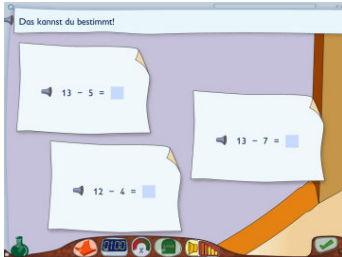 Das kannst du bestimmt!
13 - 5 =
13 - 7 =
12 - 4 =